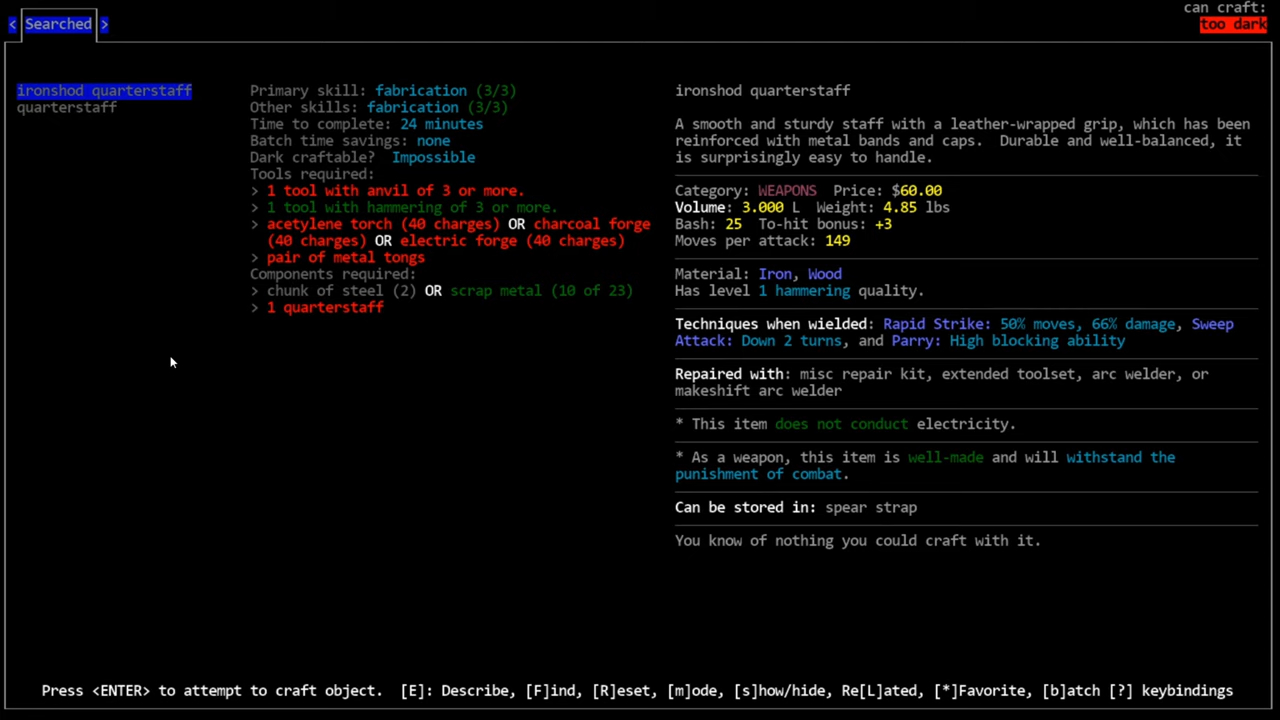 can craft:
< Searched >
too dark
ironshod quarterstaff
quarterstaff
Primary skill: fabrication (3/3)
Other skills: fabrication (3/3)
Time to complete: 24 minutes
Batch time savings: none
Dark craftable? Impossible
Tools required:
> 1 tool with anvil of 3 or more.
> 1 tool with hammering of 3 or more.
> acetylene torch (40 charges) OR charcoal forge
(40 charges) OR electric forge (40 charges)
> pair of metal tongs
Components required:
> chunk of steel (2) OR scrap metal (10 of 23)
> 1 quarterstaff
ironshod quarterstaff
A smooth and sturdy staff with a leather-wrapped grip, which has been
reinforced with metal bands and caps. Durable and well-balanced, it
is surprisingly easy to handle.
Category: WEAPONS Price: $60.00
Volume: 3.000 L Weight: 4.85 lbs
Bash: 25 To-hit bonus: +3
Moves per attack: 149
Material: Iron, Wood
Has level 1 hammering quality.
Techniques when wielded: Rapid Strike: 50% moves, 66% damage, Sweep
Attack: Down 2 turns, and Parry: High blocking ability
Repaired with: misc repair kit, extended toolset, arc welder, or
makeshift arc welder
* This item does not conduct electricity.
* As a weapon, this item is well-made and will withstand the
punishment of combat.
Can be stored in: spear strap
You know of nothing you could craft with it.
Press <ENTER> to attempt to craft object. [E]: Describe, [F]ind, [R]eset, [m]ode, [s]how/hide, Re[L]ated, [*]Favorite, [b]atch [?] keybindings